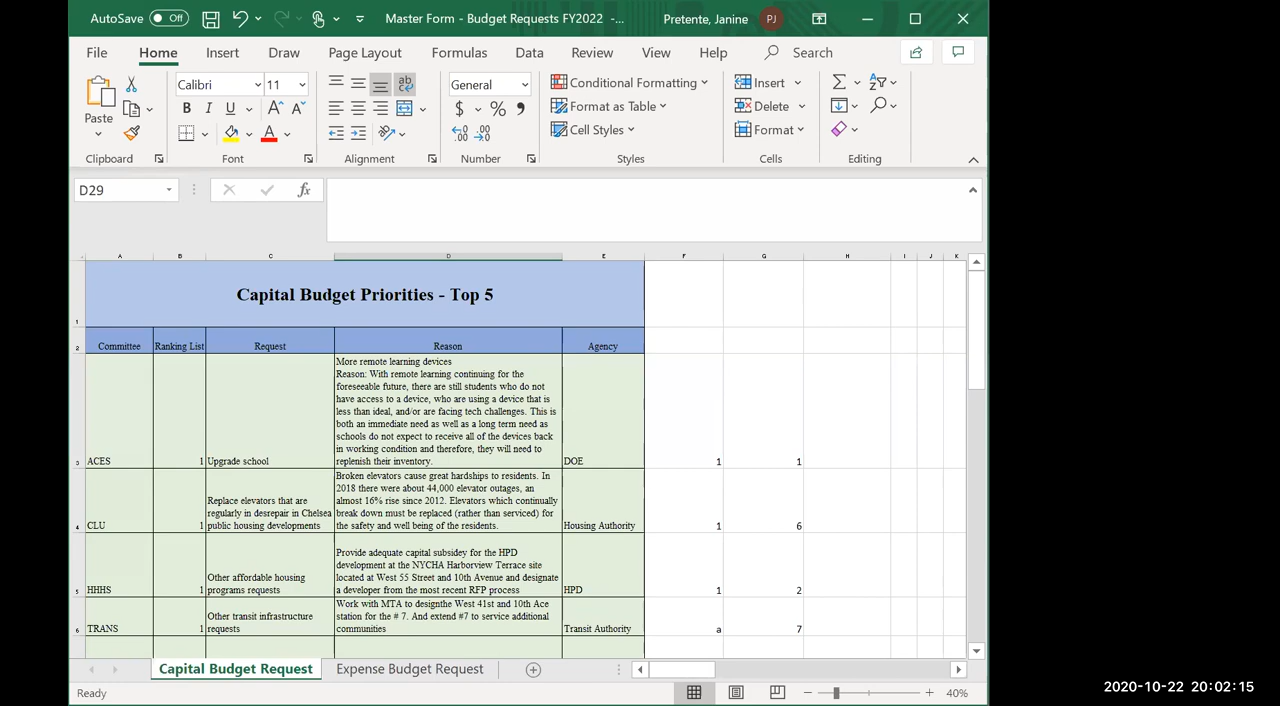 AutoSave Off Master Form - Budget Requests FY2022 -... Pretente, Janine PJ
File Home Insert Draw Page Layout Formulas Data Review View Help Search
Paste
Calibri 11
B I U A A
A
ab
General
$ % ,
Conditional Formatting
Format as Table
Cell Styles
Insert
Delete
Format
Clipboard Font Alignment Number Styles Cells Editing
D29 fx
A B C D E F G H I J K
1
Capital Budget Priorities - Top 5
2 Committee Ranking List Request Reason Agency
More remote learning devices
Reason: With remote learning continuing for the
foreseeable future, there are still students who do not
have access to a device, who are using a device that is
less than ideal, and/or are facing tech challenges. This is
both an immediate need as well as a long term need as
schools do not expect to receive all of the devices back
in working condition and therefore, they will need to
replenish their inventory.
3 ACES 1 Upgrade school DOE 1 1
Replace elevators that are
regularly in desrepair in Chelsea
public housing developments
Broken elevators cause great hardships to residents. In
2018 there were about 44,000 elevator outages, an
almost 16% rise since 2012. Elevators which continually
break down must be replaced (rather than serviced) for
the safety and well being of the residents.
4 CLU 1 Housing Authority 1 6
Other affordable housing
programs requests
Provide adequate capital subsidey for the HPD
development at the NYCHA Harborview Terrace site
located at West 55 Street and 10th Avenue and designate
a developer from the most recent RFP process
5 HHHS 1 HPD 1 2
Other transit infrastructure
requests
Work with MTA to designthe West 41st and 10th Ace
station for the # 7. And extend #7 to service additional
communities
6 TRANS 1 Transit Authority a 7
Capital Budget Request Expense Budget Request
Ready 40%
2020-10-22 20:02:15